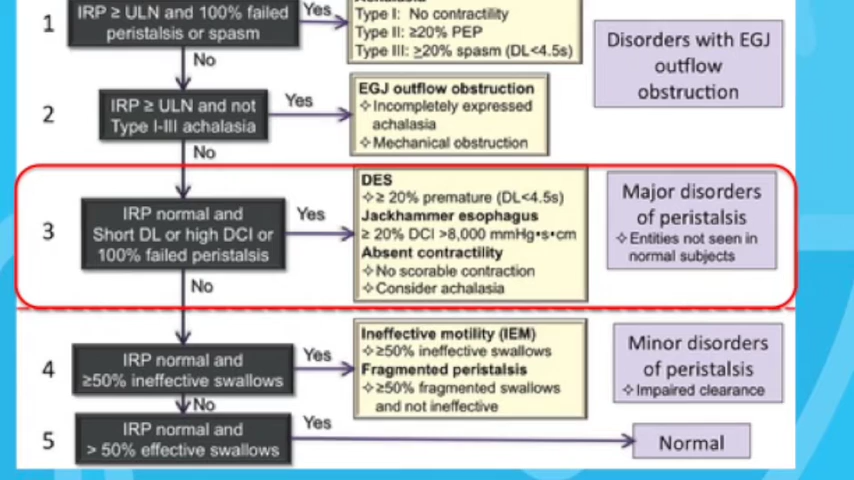 1
IRP ≥ ULN and 100% failed
peristalsis or spasm
Yes
Type I: No contractility
Type II: ≥20% PEP
Type III: ≥20% spasm (DL<4.5s)
Disorders with EGJ
outflow
obstruction
No
2
IRP ≥ ULN and not
Type I-III achalasia
Yes
EGJ outflow obstruction
✧Incompletely expressed
achalasia
✧Mechanical obstruction
No
3
IRP normal and
Short DL or high DCI or
100% failed peristalsis
Yes
DES
✧≥ 20% premature (DL<4.5s)
Jackhammer esophagus
≥ 20% DCI >8,000 mmHg•s•cm
Absent contractility
✧No scorable contraction
✧Consider achalasia
Major disorders
of peristalsis
✧Entities not seen in
normal subjects
No
4
IRP normal and
≥50% ineffective swallows
Yes
Ineffective motility (IEM)
✧≥50% ineffective swallows
Fragmented peristalsis
✧≥50% fragmented swallows
and not ineffective
Minor disorders
of peristalsis
✧Impaired clearance
No
5
IRP normal and
> 50% effective swallows
Yes
Normal